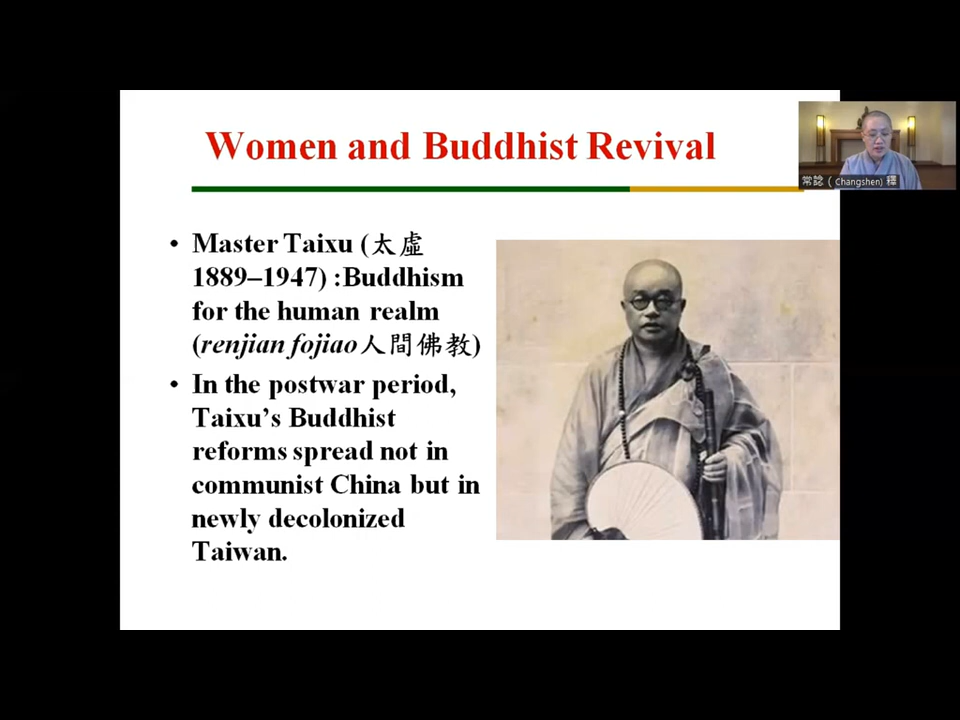 Women and Buddhist Revival
常諗 ( Changshen) 釋
• Master Taixu (太虛
1889–1947) :Buddhism
for the human realm
(renjian fojiao人間佛教)
• In the postwar period,
Taixu’s Buddhist
reforms spread not in
communist China but in
newly decolonized
Taiwan.